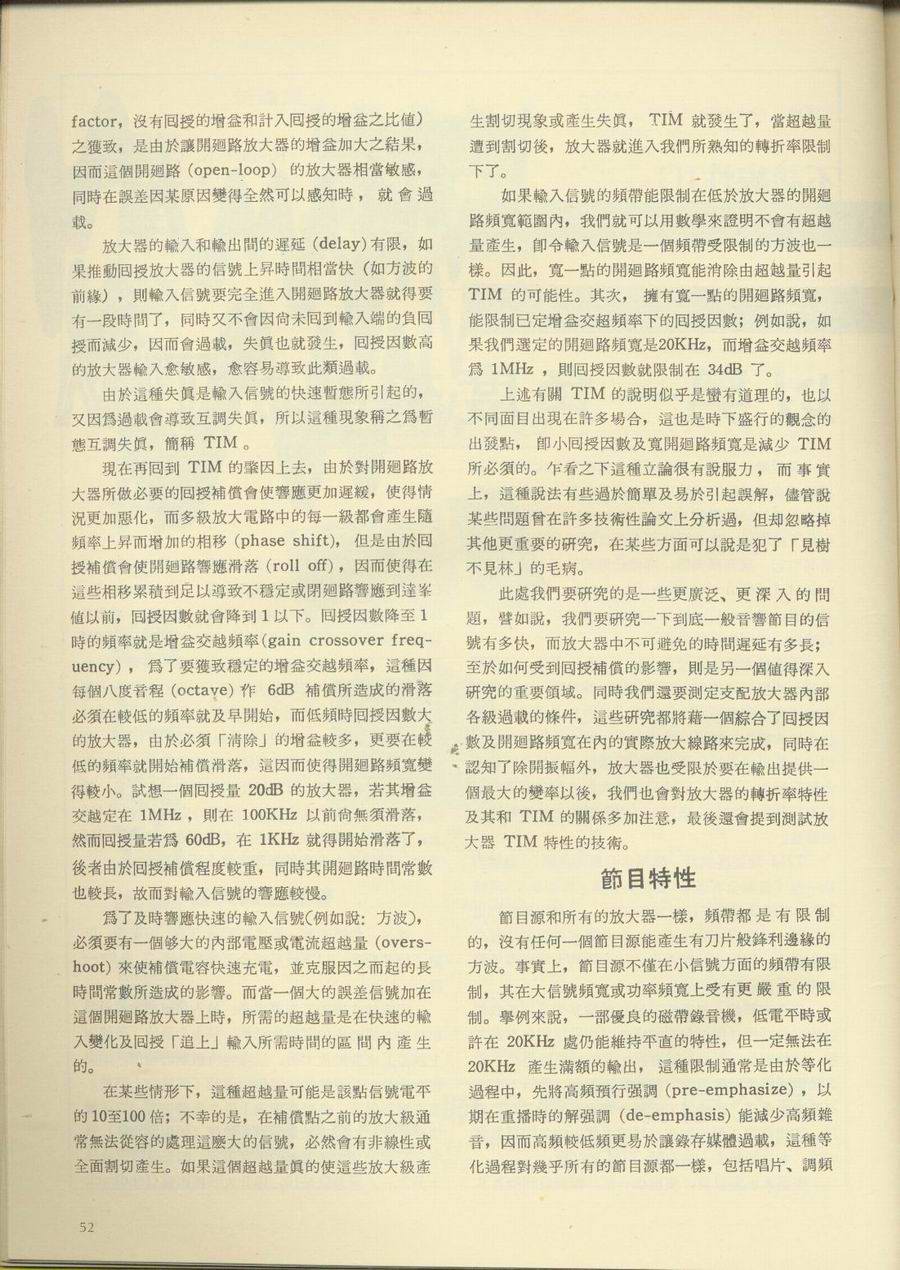 factor，沒有囘授的增益和計入囘授的增益之比値）
之獲致，是由於讓開廻路放大器的增益加大之結果，
因而這個開廻路 (open-loop) 的放大器相當敏感，
同時在誤差因某原因變得全然可以感知時，就會過
載。
放大器的輸入和輸出間的遲延 (delay) 有限，如
果推動囘授放大器的信號上昇時間相當快（如方波的
前緣），則輸入信號要完全進入開廻路放大器就得要
有一段時間了，同時又不會因尙未囘到輸入端的負囘
授而減少，因而會過載，失眞也就發生，囘授因數高
的放大器輸入愈敏感，愈容易導致此類過載。
由於這種失眞是輸入信號的快速暫態所引起的，
又因爲過載會導致互調失眞，所以這種現象稱之爲暫
態互調失眞，簡稱 TIM 。
現在再回到 TIM 的肇因上去，由於對開廻路放
大器所做必要的囘授補償會使響應更加遲緩，使得情
況更加惡化，而多級放大電路中的每一級都會產生隨
頻率上昇而增加的相移 (phase shift)，但是由於囘
授補償會使開廻路響應滑落 (roll off)，因而使得在
這些相移累積到足以導致不穩定或閉廻路響應到達峯
値以前，囘授因數就會降到 1 以下。囘授因數降至 1
時的頻率就是增益交越頻率(gain crossover freq-
uency)，爲了要獲致穩定的增益交越頻率，這種因
每個八度音程 (octave) 作 6dB 補償所造成的滑落
必須在較低的頻率就及早開始，而低頻時囘授因數大
的放大器，由於必須「淸除」的增益較多，更要在較
低的頻率就開始補償滑落，這因而使得開廻路頻寬變
得較小。試想一個囘授量 20dB 的放大器，若其增益
交越定在 1MHz ，則在 100KHz 以前尙無須滑落，
然而囘授量若爲 60dB，在 1KHz 就得開始滑落了，
後者由於囘授補償程度較重，同時其開廻路時間常數
也較長，故而對輸入信號的響應較慢。
爲了及時響應快速的輸入信號(例如說：方波)，
必須要有一個够大的內部電壓或電流超越量 (overs-
hoot) 來使補償電容快速充電，並克服因之而起的長
時間常數所造成的影響。而當一個大的誤差信號加在
這個開廻路放大器上時，所需的超越量是在快速的輸
入變化及囘授「追上」輸入所需時間的區間內產生
的。
在某些情形下，這種超越量可能是該點信號電平
的 10至100 倍；不幸的是，在補償點之前的放大級通
常無法從容的處理這麼大的信號，必然會有非線性或
全面割切產生。如果這個超越量眞的使這些放大級產
生割切現象或產生失眞，TIM 就發生了，當超越量
遭到割切後，放大器就進入我們所熟知的轉折率限制
下了。
如果輸入信號的頻帶能限制在低於放大器的開廻
路頻寬範圍內，我們就可以用數學來證明不會有超越
量產生，卽令輸入信號是一個頻帶受限制的方波也一
樣。因此，寬一點的開廻路頻寬能消除由超越量引起
TIM 的可能性。其次，擁有寬一點的開廻路頻寬，
能限制已定增益交超頻率下的囘授因數；例如說，如
果我們選定的開廻路頻寬是20KHz，而增益交越頻率
爲 1MHz ，則囘授因數就限制在 34dB 了。
上述有關 TIM 的說明似乎是蠻有道理的，也以
不同面目出現在許多場合，這也是時下盛行的觀念的
出發點，卽小囘授因數及寬開廻路頻寬是減少 TIM
所必須的。乍看之下這種立論很有說服力，而事實
上，這種說法有些過於簡單及易於引起誤解，儘管說
某些問題曾在許多技術性論文上分析過，但却忽略掉
其他更重要的研究，在某些方面可以說是犯了「見樹
不見林」的毛病。
此處我們要硏究的是一些更廣泛、更深入的問
題，譬如說，我們要硏究一下到底一般音響節目的信
號有多快，而放大器中不可避免的時間遲延有多長；
至於如何受到囘授補償的影響，則是另一個値得深入
硏究的重要領域。同時我們還要測定支配放大器內部
各級過載的條件，這些硏究都將藉一個綜合了囘授因
數及開廻路頻寬在內的實際放大線路來完成，同時在
認知了除開振幅外，放大器也受限於要在輸出提供一
個最大的變率以後，我們也會對放大器的轉折率特性
及其和 TIM 的關係多加注意，最後還會提到測試放
大器 TIM 特性的技術。
節目特性
節目源和所有的放大器一樣，頻帶都是有限制
的，沒有任何一個節目源能產生有刀片般鋒利邊緣的
方波。事實上，節目源不僅在小信號方面的頻帶有限
制，其在大信號頻寬或功率頻寬上受有更嚴重的限
制。擧例來說，一部優良的磁帶錄音機，低電平時或
許在 20KHz 處仍能維持平直的特性，但一定無法在
20KHz 產生滿額的輸出，這種限制通常是由於等化
過程中，先將高頻預行强調 (pre-emphasize)，以
期在重播時的解强調 (de-emphasis) 能減少高頻雜
音，因而高頻較低頻更易於讓錄存媒體過載，這種等
化過程對幾乎所有的節目源都一樣，包括唱片、調頻
52